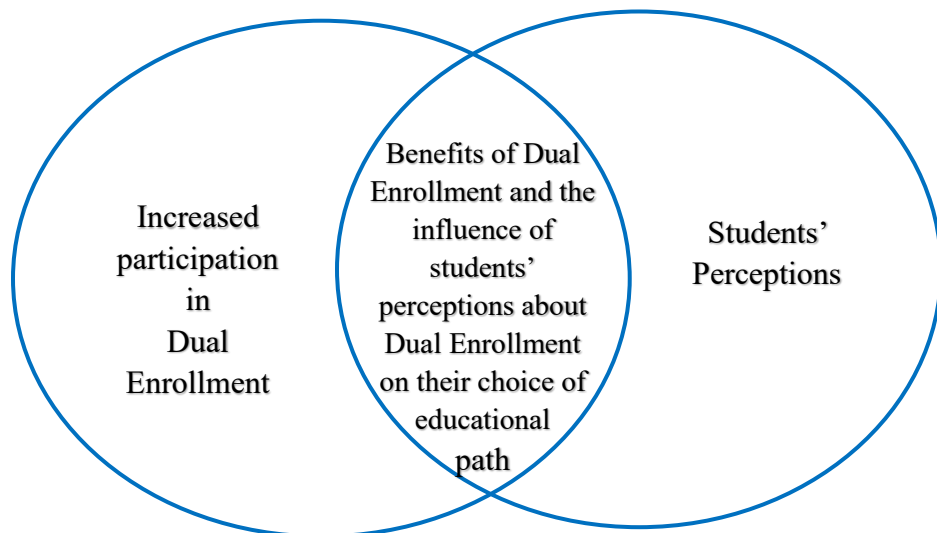 Increased
participation
in
Dual
Enrollment
Benefits of Dual
Enrollment and the
influence of
students’
perceptions about
Dual Enrollment
on their choice of
educational
path
Students’
Perceptions